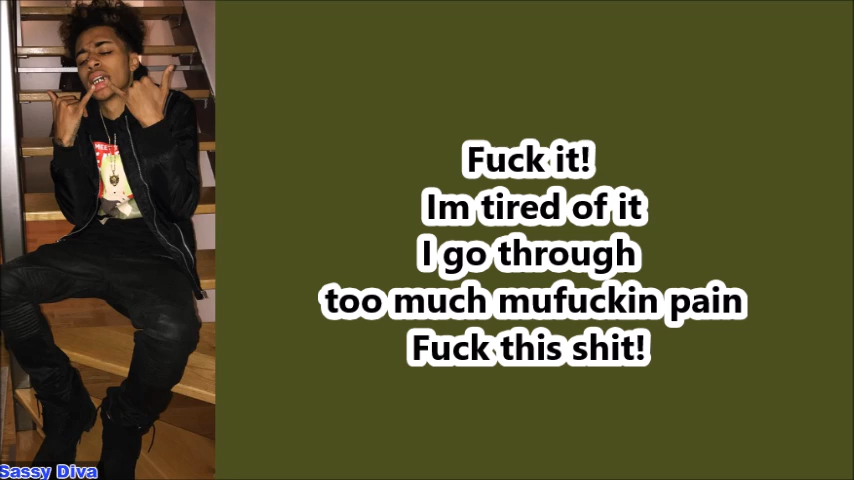 Fuck it!
Im tired of it
I go through
too much mufuckin pain
Fuck this shit!
Sassy Diva